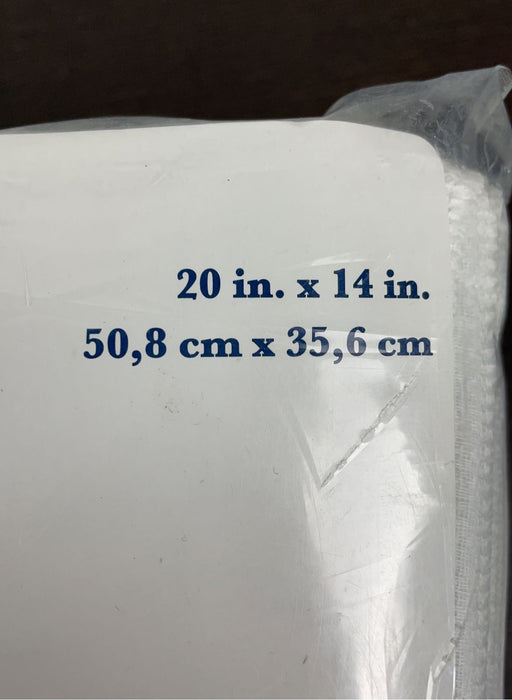 20 in. x 14 in.
50,8 cm x 35,6 cm